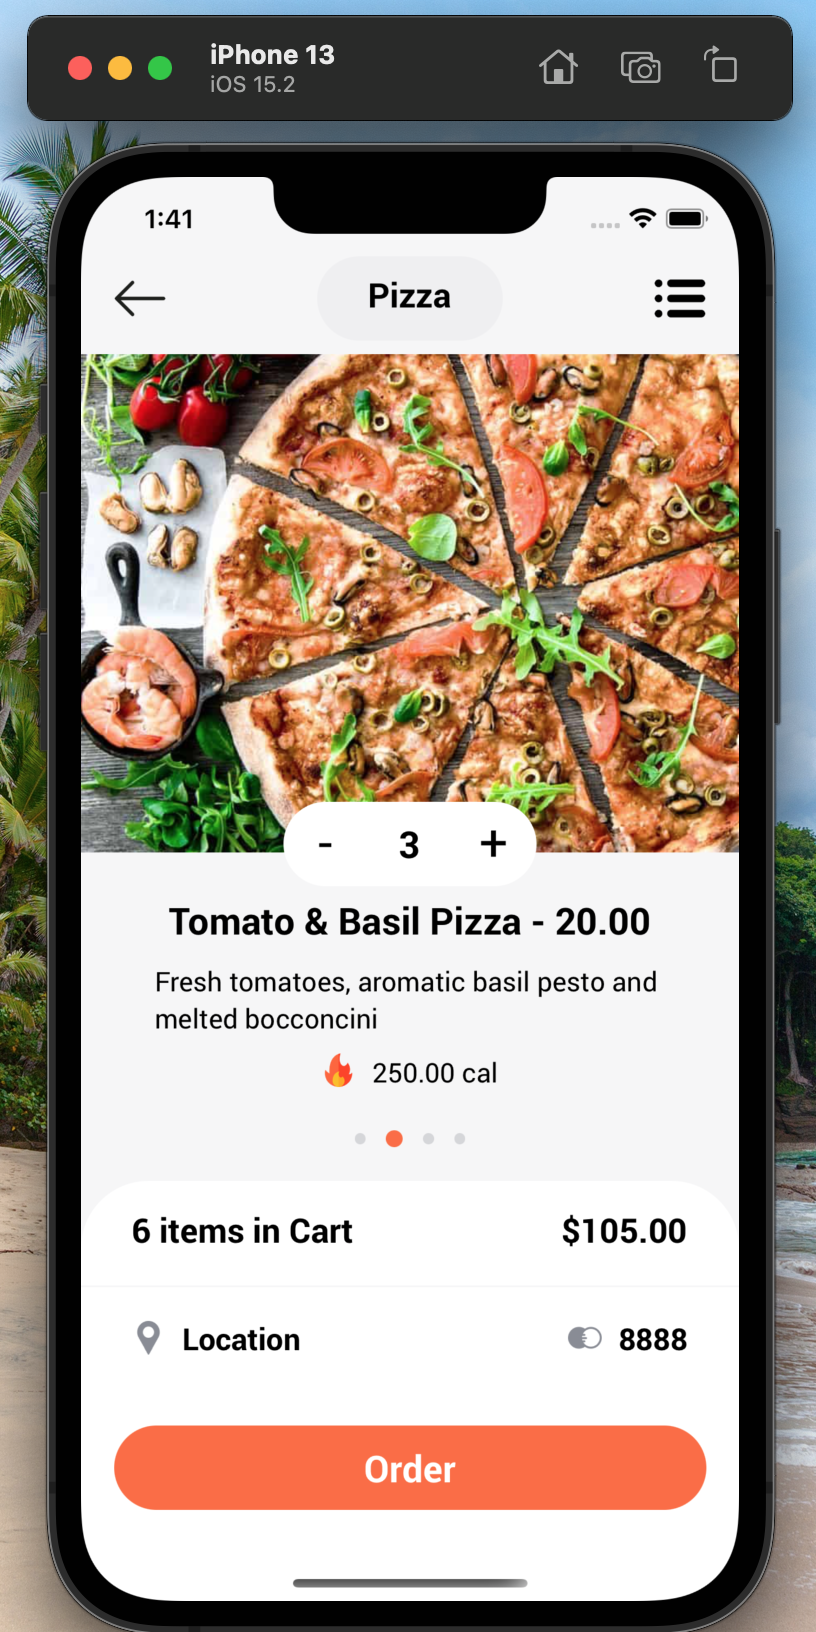 iPhone 13
iOS 15.2
1:41
Pizza
- 3 +
Tomato & Basil Pizza - 20.00
Fresh tomatoes, aromatic basil pesto and
melted bocconcini
250.00 cal
6 items in Cart $105.00
Location 8888
Order